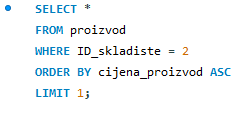 SELECT *
FROM proizvod
WHERE ID_skladiste = 2
ORDER BY cijena_proizvod ASC
LIMIT 1;